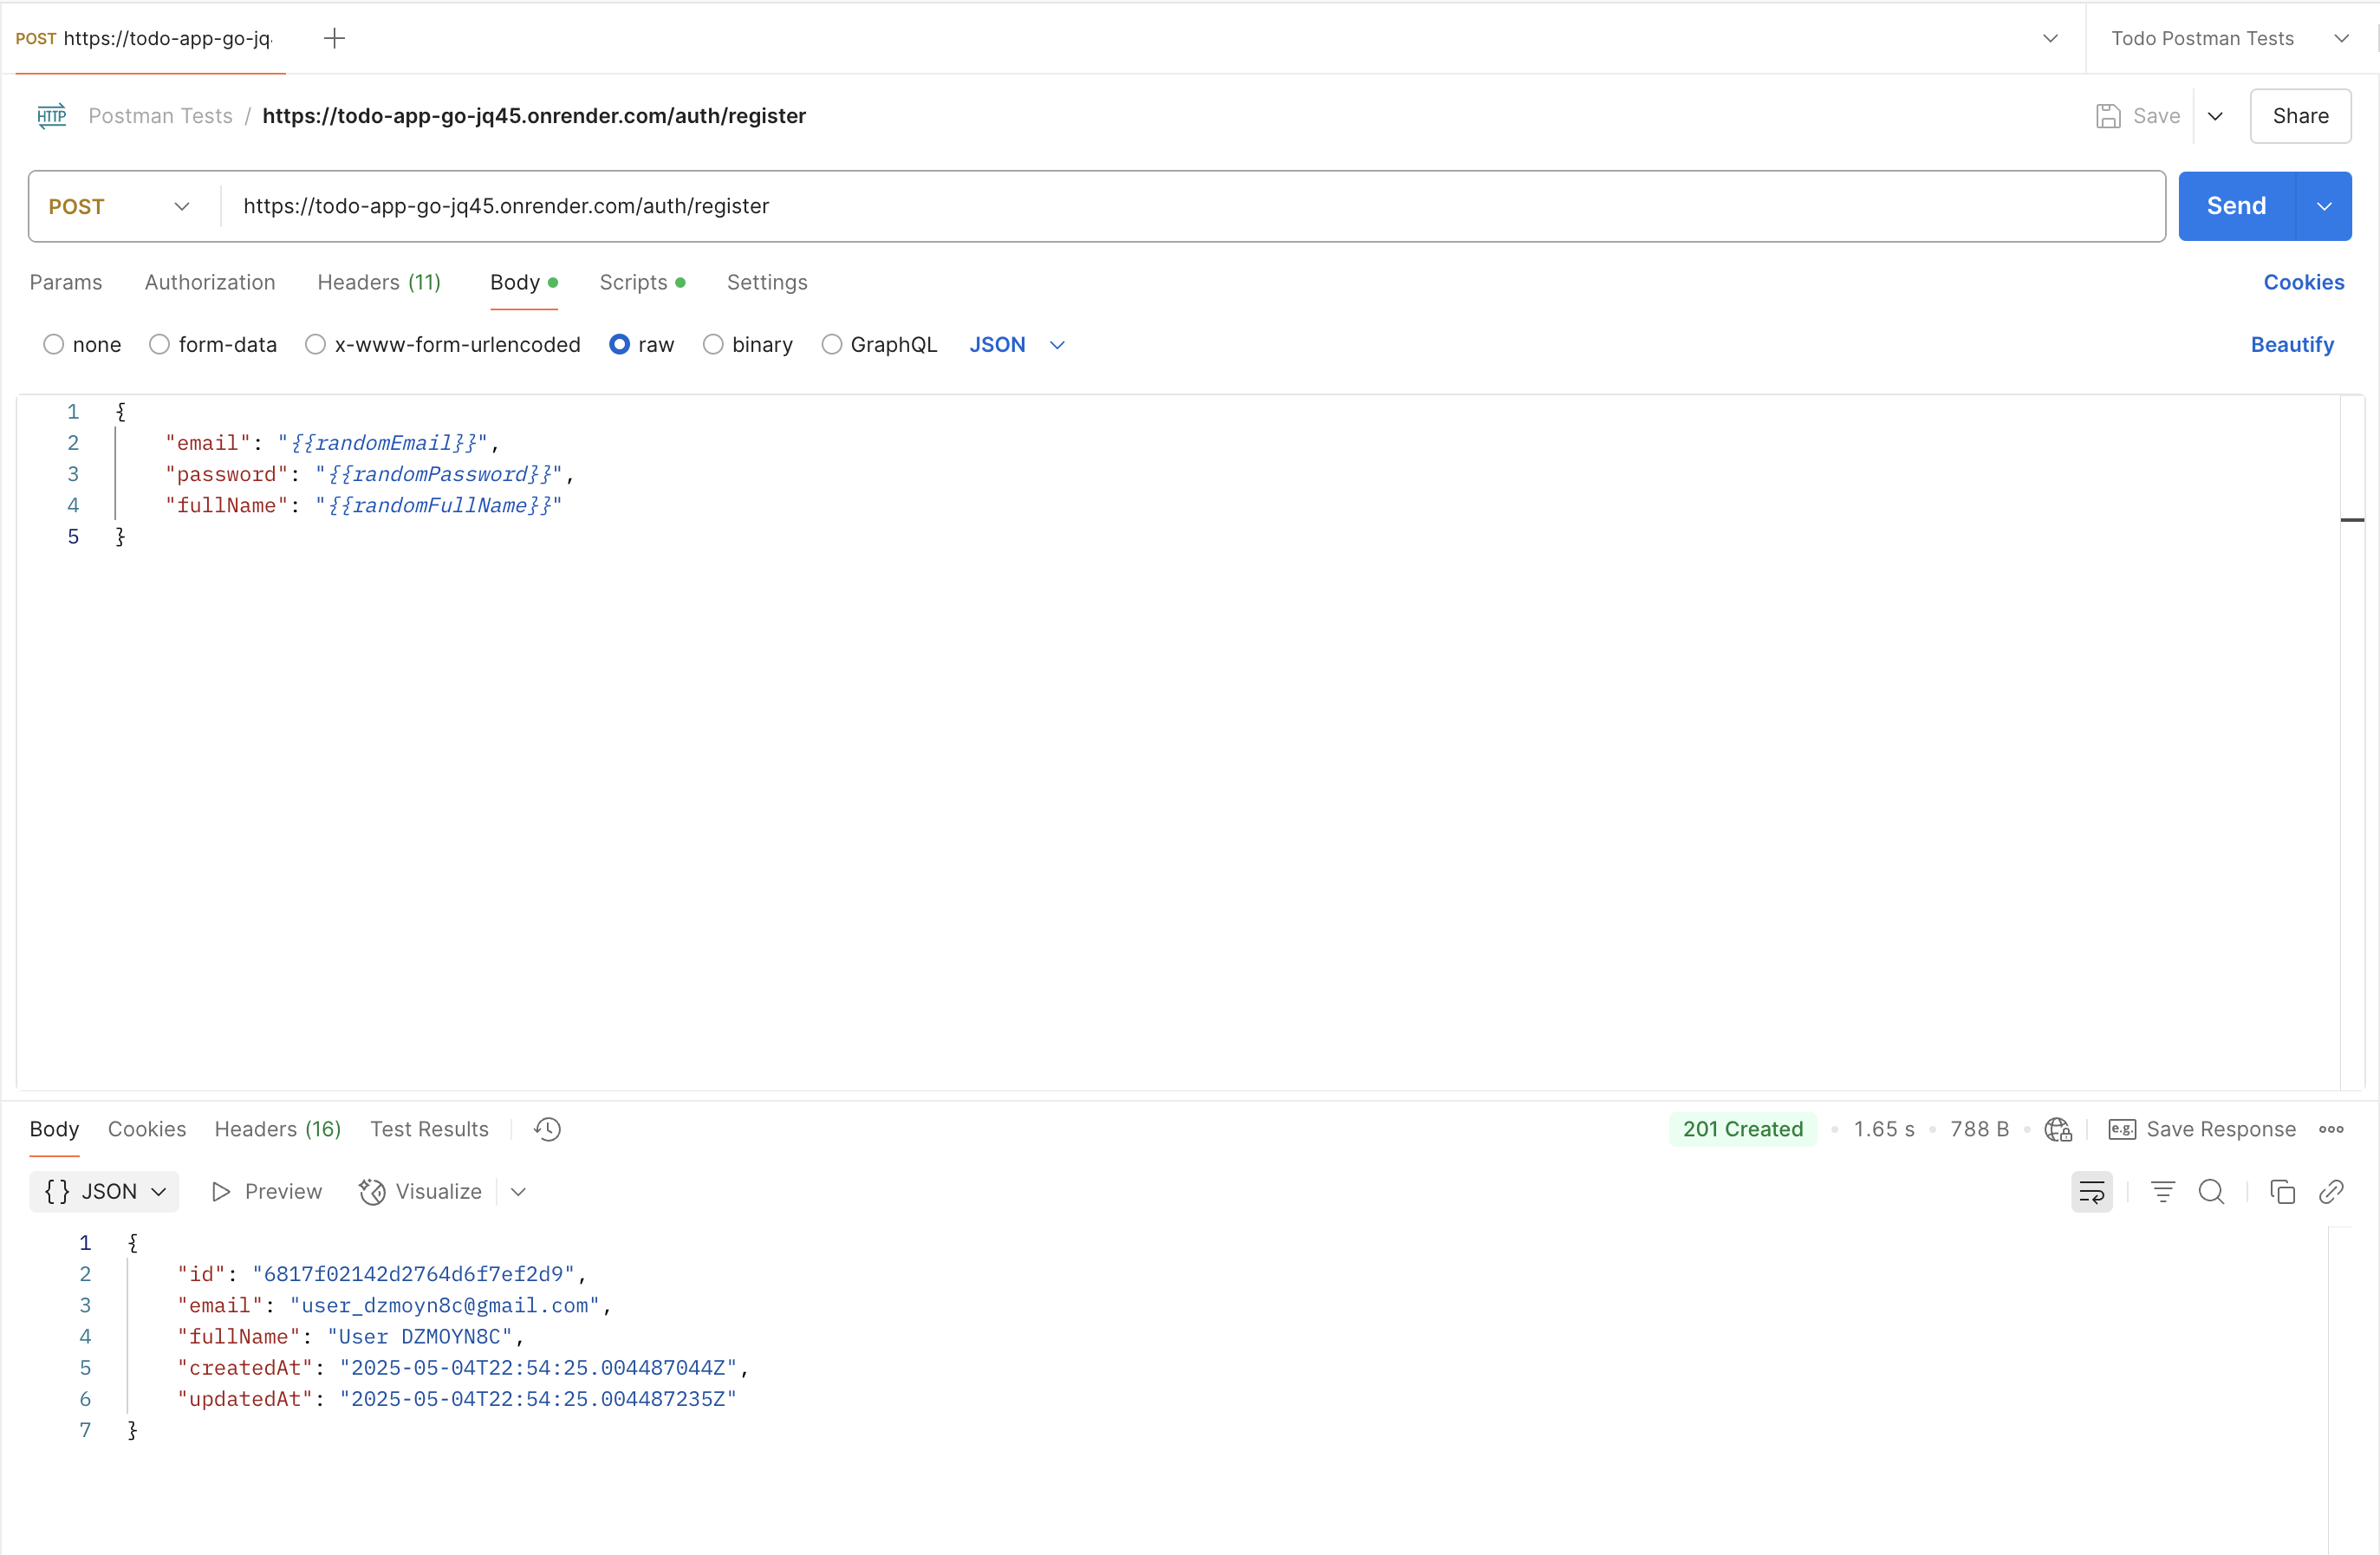 POST https://todo-app-go-jq
Todo Postman Tests
HTTP Postman Tests / https://todo-app-go-jq45.onrender.com/auth/register
Save
Share
POST https://todo-app-go-jq45.onrender.com/auth/register
Send
Params Authorization Headers (11) Body Scripts Settings
Cookies
none form-data x-www-form-urlencoded raw binary GraphQL JSON
Beautify
1 {
2 "email": "{{randomEmail}}",
3 "password": "{{randomPassword}}",
4 "fullName": "{{randomFullName}}"
5 }
Body Cookies Headers (16) Test Results
201 Created • 1.65 s • 788 B • e.g. Save Response
{} JSON Preview Visualize
1 {
2 "id": "6817f02142d2764d6f7ef2d9",
3 "email": "user_dzmoyn8c@gmail.com",
4 "fullName": "User DZMOYN8C",
5 "createdAt": "2025-05-04T22:54:25.004487044Z",
6 "updatedAt": "2025-05-04T22:54:25.004487235Z"
7 }